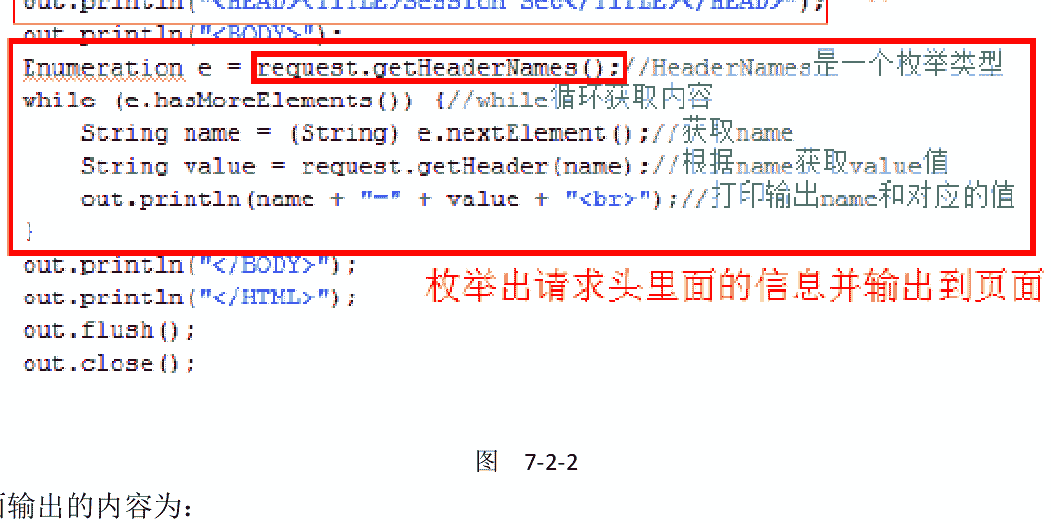 out.println("<HEAD><TITLE>Session Set</TITLE></HEAD>");
out.println("<BODY>");
Enumeration e = request.getHeaderNames();//HeaderNames是一个枚举类型
while (e.hasMoreElements()) {//while循环获取内容
String name = (String) e.nextElement();//获取name
String value = request.getHeader(name);//根据name获取value值
out.println(name + "=" + value + "<br>");//打印输出name和对应的值
}
out.println("</BODY>");
枚举出请求头里面的信息并输出到页面
out.println("</HTML>");
out.flush();
out.close();
图 7-2-2
面输出的内容为: